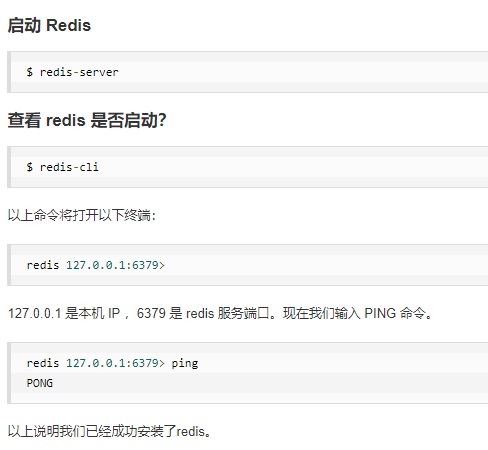 启动 Redis
$ redis-server
查看 redis 是否启动？
$ redis-cli
以上命令将打开以下终端：
redis 127.0.0.1:6379>
127.0.0.1 是本机 IP ，6379 是 redis 服务端口。现在我们输入 PING 命令。
redis 127.0.0.1:6379> ping
PONG
以上说明我们已经成功安装了redis。